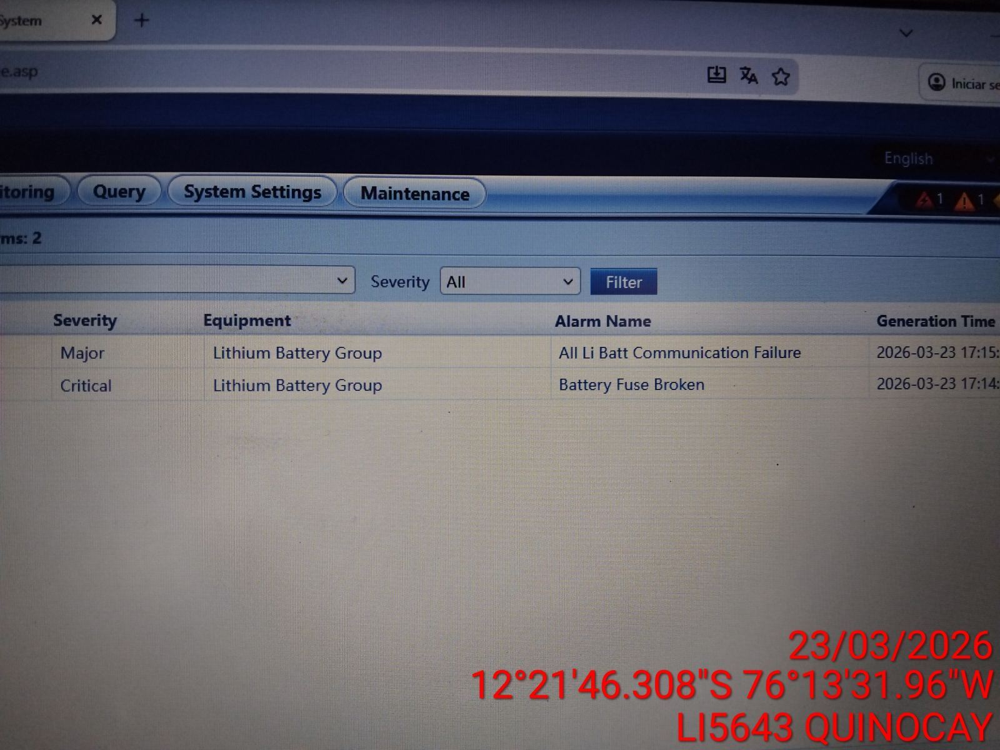 System
e.asp
Iniciar se
English
itoring Query System Settings Maintenance
1 1
ms: 2
Severity All Filter
Severity Equipment Alarm Name Generation Time
Major Lithium Battery Group All Li Batt Communication Failure 2026-03-23 17:15:
Critical Lithium Battery Group Battery Fuse Broken 2026-03-23 17:14:
23/03/2026
12°21'46.308"S 76°13'31.96"W
LI5643 QUINOCAY